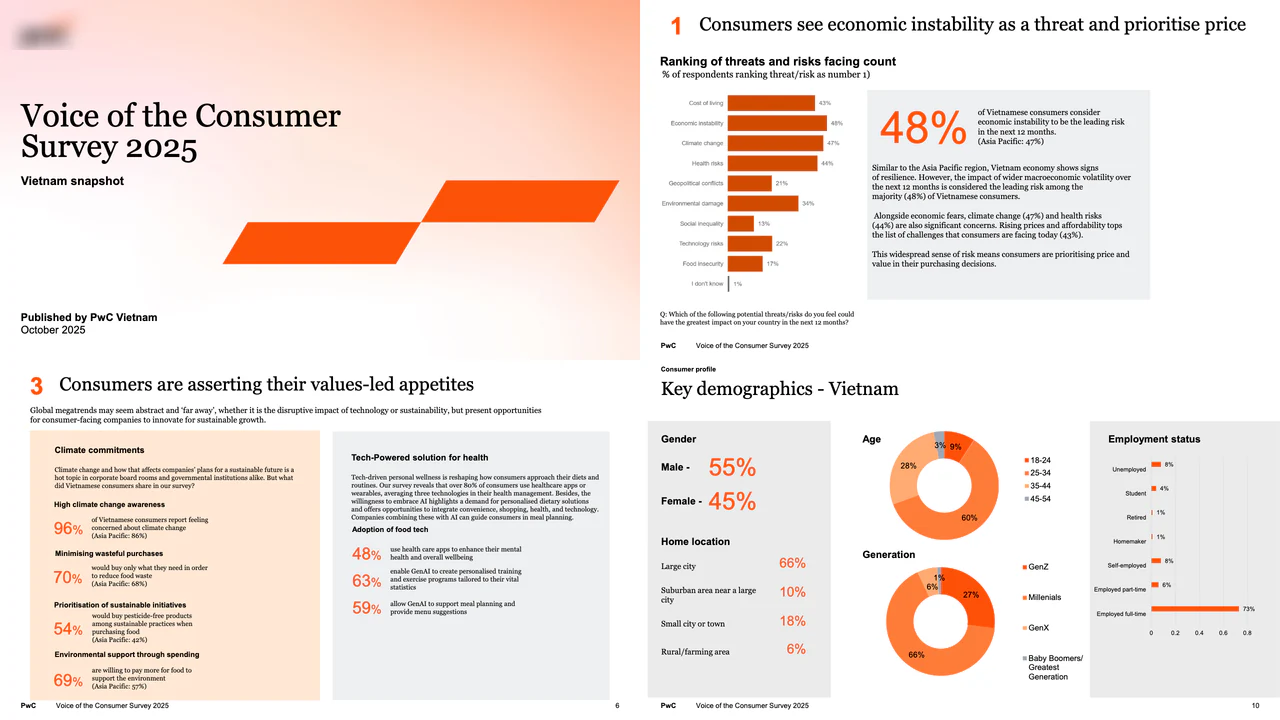 Voice of the Consumer
Survey 2025
Vietnam snapshot
Published by PwC Vietnam
October 2025
1 Consumers see economic instability as a threat and prioritise price
Ranking of threats and risks facing count
% of respondents ranking threat/risk as number 1)
Cost of living 43%
Economic instability 48%
Climate change 47%
Health risks 44%
Geopolitical conflicts 21%
Environmental damage 34%
Social inequality 13%
Technology risks 22%
Food insecurity 17%
I don't know 1%
Q: Which of the following potential threats/risks do you feel could
have the greatest impact on your country in the next 12 months?
48%
of Vietnamese consumers consider
economic instability to be the leading risk
in the next 12 months.
(Asia Pacific: 47%)
Similar to the Asia Pacific region, Vietnam economy shows signs
of resilience. However, the impact of wider macroeconomic volatility over
the next 12 months is considered the leading risk among the
majority (48%) of Vietnamese consumers.
Alongside economic fears, climate change (47%) and health risks
(44%) are also significant concerns. Rising prices and affordability tops
the list of challenges that consumers are facing today (43%).
This widespread sense of risk means consumers are prioritising price and
value in their purchasing decisions.
PwC Voice of the Consumer Survey 2025
3 Consumers are asserting their values-led appetites
Global megatrends may seem abstract and 'far away', whether it is the disruptive impact of technology or sustainability, but present opportunities
for consumer-facing companies to innovate for sustainable growth.
Climate commitments
Climate change and how that affects companies' plans for a sustainable future is a
hot topic in corporate board rooms and governmental institutions alike. But what
did Vietnamese consumers share in our survey?
High climate change awareness
96%
of Vietnamese consumers report feeling
concerned about climate change
(Asia Pacific: 86%)
Minimising wasteful purchases
70%
would buy only what they need in order
to reduce food waste
(Asia Pacific: 68%)
Prioritisation of sustainable initiatives
54%
would buy pesticide-free products
among sustainable practices when
purchasing food
(Asia Pacific: 42%)
Environmental support through spending
69%
are willing to pay more for food to
support the environment
(Asia Pacific: 57%)
Tech-Powered solution for health
Tech-driven personal wellness is reshaping how consumers approach their diets and
routines. Our survey reveals that over 80% of consumers use healthcare apps or
wearables, averaging three technologies in their health management. Besides, the
willingness to embrace AI highlights a demand for personalised dietary solutions
and offers opportunities to integrate convenience, shopping, health, and technology.
Companies combining these with AI can guide consumers in meal planning.
Adoption of food tech
48%
use health care apps to enhance their mental
health and overall wellbeing
63%
enable GenAI to create personalised training
and exercise programs tailored to their vital
statistics
59%
allow GenAI to support meal planning and
provide menu suggestions
PwC Voice of the Consumer Survey 2025 6
Consumer profile
Key demographics - Vietnam
Gender
Male - 55%
Female - 45%
Home location
Large city 66%
Suburban area near a large
city
10%
Small city or town 18%
Rural/farming area 6%
Age
3%
9%
28%
60%
18-24
25-34
35-44
45-54
Generation
1%
6%
27%
66%
GenZ
Millenials
GenX
Baby Boomers/
Greatest
Generation
Employment status
Unemployed 8%
Student 4%
Retired 1%
Homemaker 1%
Self-employed 8%
Employed part-time 6%
Employed full-time 73%
0 0.2 0.4 0.6 0.8
PwC Voice of the Consumer Survey 2025 10